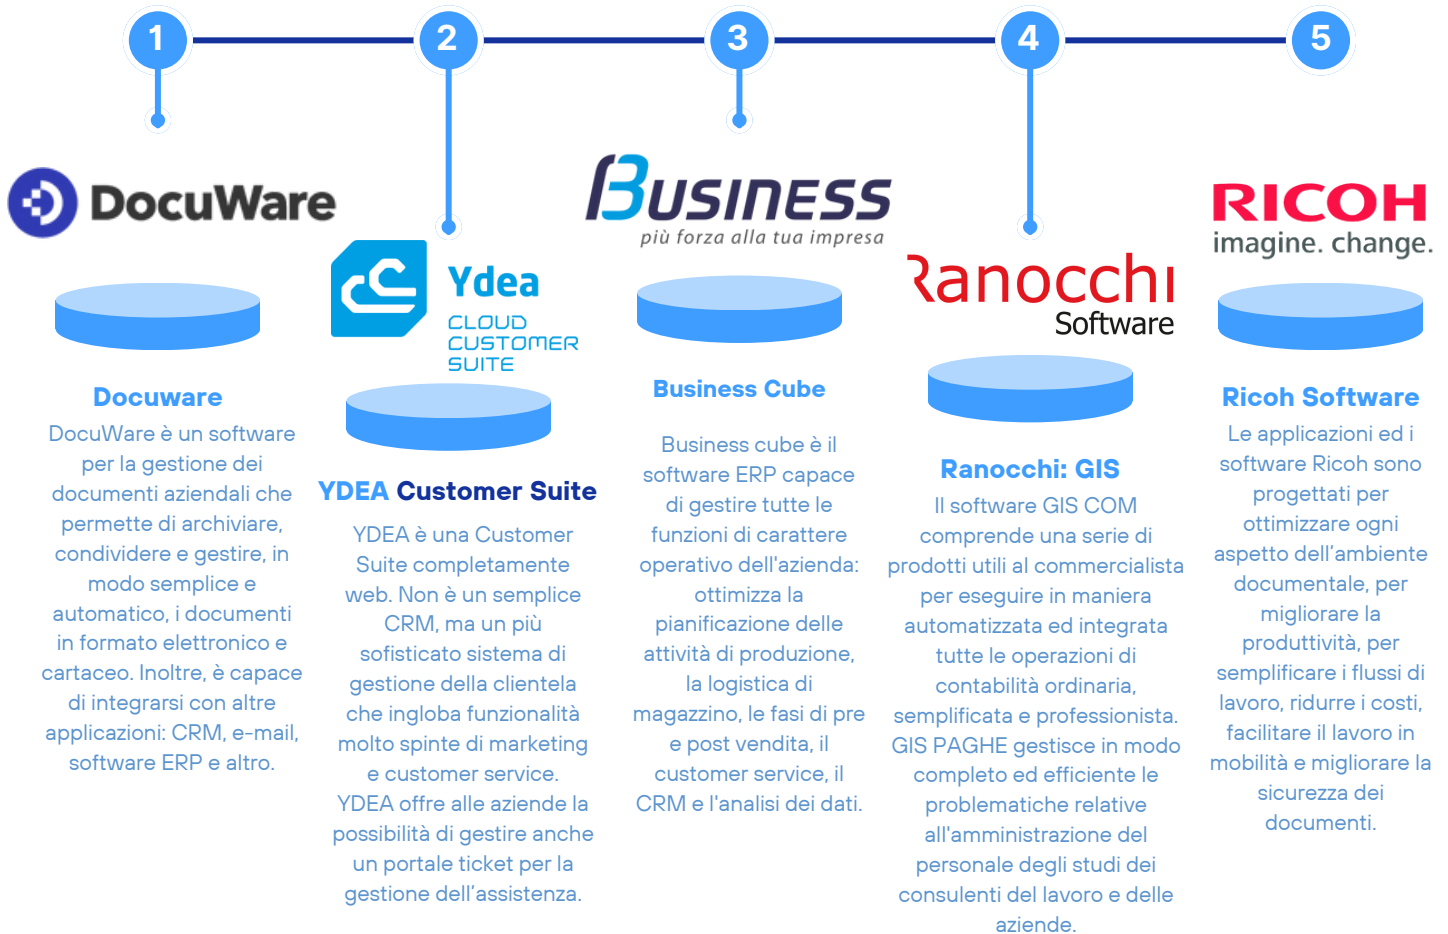 1
2
3
4
5
DocuWare
Docuware
DocuWare è un software
per la gestione dei
documenti aziendali che
permette di archiviare,
condividere e gestire, in
modo semplice e
automatico, i documenti
in formato elettronico e
cartaceo. Inoltre, è capace
di integrarsi con altre
applicazioni: CRM, e-mail,
software ERP e altro.
Ydea
CLOUD
CUSTOMER
SUITE
YDEA Customer Suite
YDEA è una Customer
Suite completamente
web. Non è un semplice
CRM, ma un più
sofisticato sistema di
gestione della clientela
che ingloba funzionalità
molto spinte di marketing
e customer service.
YDEA offre alle aziende la
possibilità di gestire anche
un portale ticket per la
gestione dell’assistenza.
BUSINESS
più forza alla tua impresa
Business Cube
Business cube è il
software ERP capace
di gestire tutte le
funzioni di carattere
operativo dell'azienda:
ottimizza la
pianificazione delle
attività di produzione,
la logistica di
magazzino, le fasi di pre
e post vendita, il
customer service, il
CRM e l'analisi dei dati.
Ranocchi
Software
Ranocchi: GIS
Il software GIS COM
comprende una serie di
prodotti utili al commercialista
per eseguire in maniera
automatizzata ed integrata
tutte le operazioni di
contabilità ordinaria,
semplificata e professionista.
GIS PAGHE gestisce in modo
completo ed efficiente le
problematiche relative
all'amministrazione del
personale degli studi dei
consulenti del lavoro e delle
aziende.
RICOH
imagine. change.
Ricoh Software
Le applicazioni ed i
software Ricoh sono
progettati per
ottimizzare ogni
aspetto dell’ambiente
documentale, per
migliorare la
produttività, per
semplificare i flussi di
lavoro, ridurre i costi,
facilitare il lavoro in
mobilità e migliorare la
sicurezza dei
documenti.